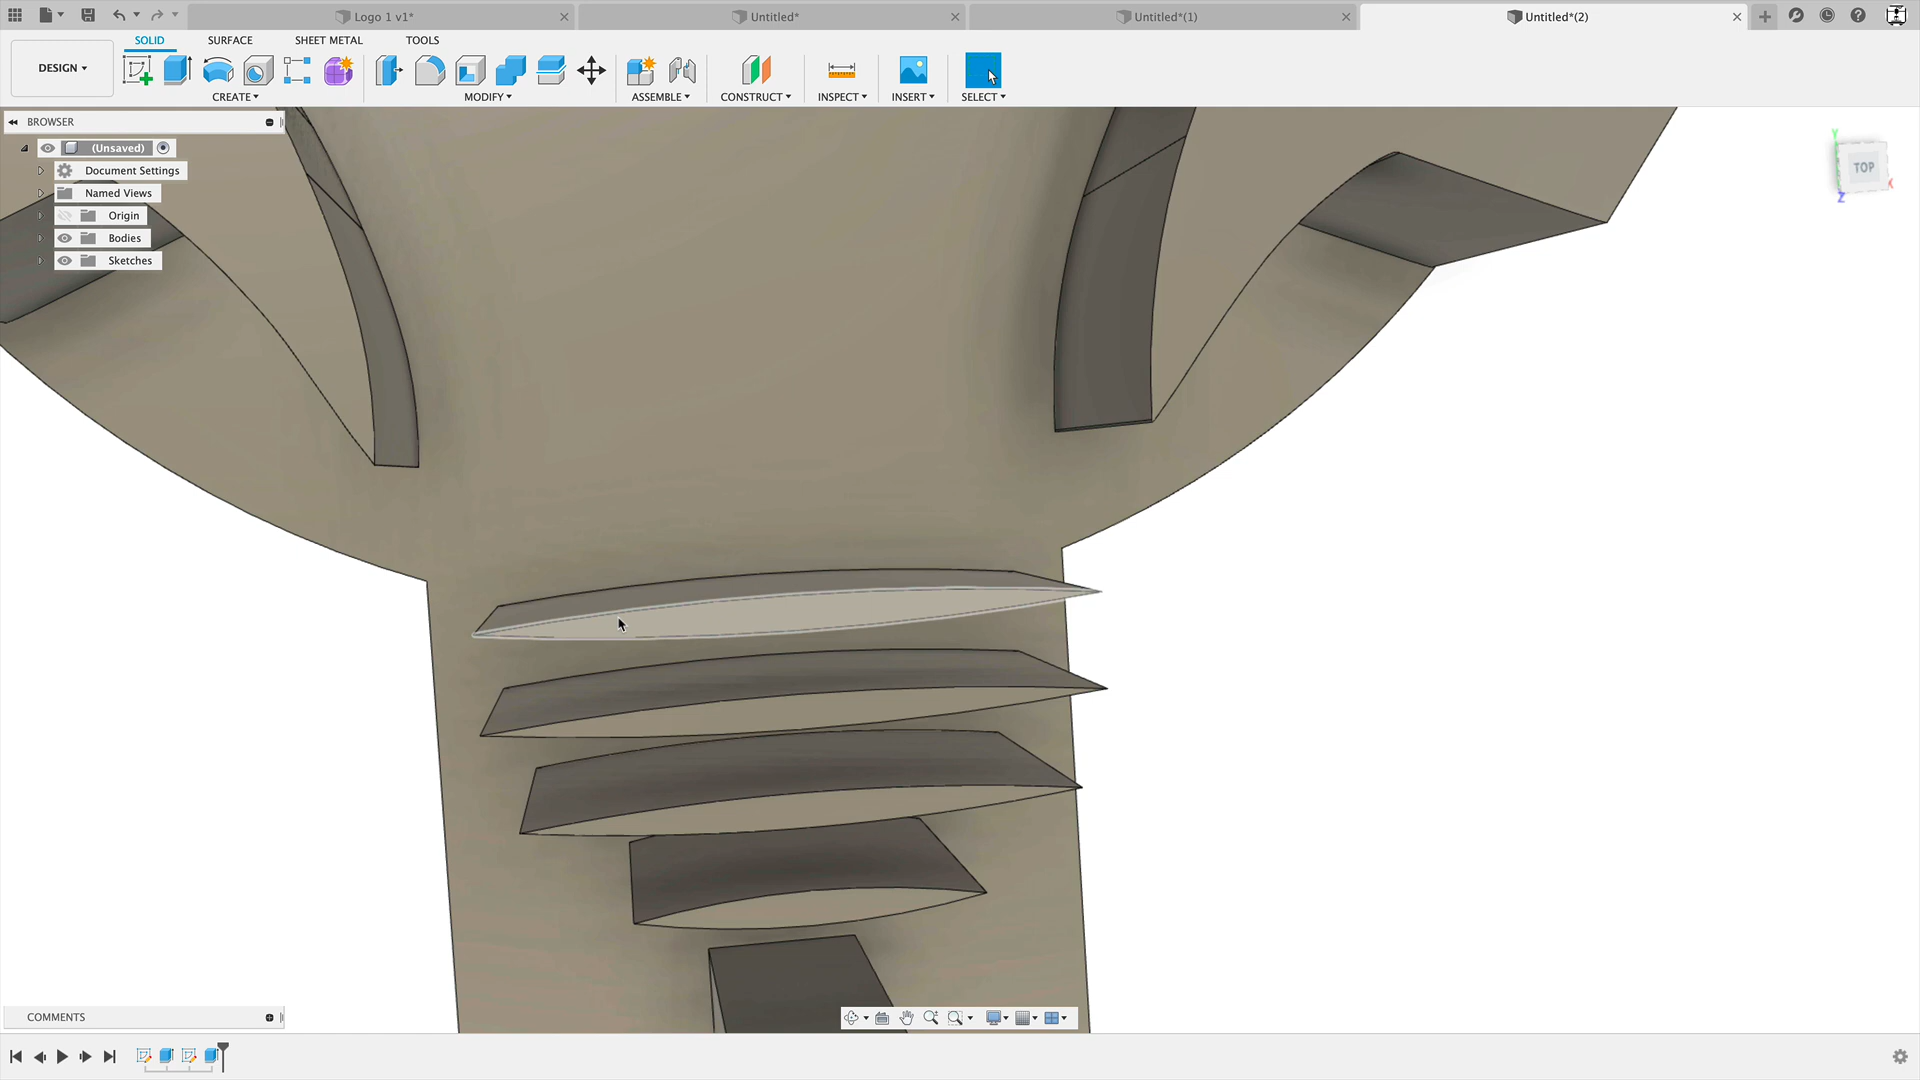 Logo 1 v1*
Untitled*
Untitled*(1)
Untitled*(2)
SOLID
SURFACE
SHEET METAL
TOOLS
DESIGN
CREATE
MODIFY
ASSEMBLE
CONSTRUCT
INSPECT
INSERT
SELECT
BROWSER
(Unsaved)
Document Settings
Named Views
Origin
Bodies
Sketches
Y
TOP
X
Z
COMMENTS